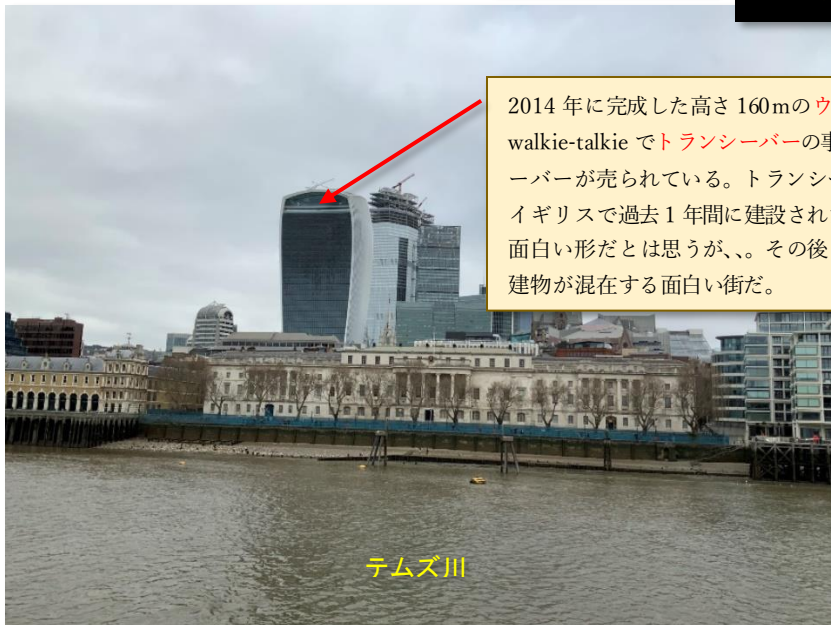 2014 年に完成した高さ 160mのウ
walkie-talkie でトランシーバーの事
ーバーが売られている。トランシー
イギリスで過去 1 年間に建設され
面白い形だとは思うが、、。その後
建物が混在する面白い街だ。
テムズ川